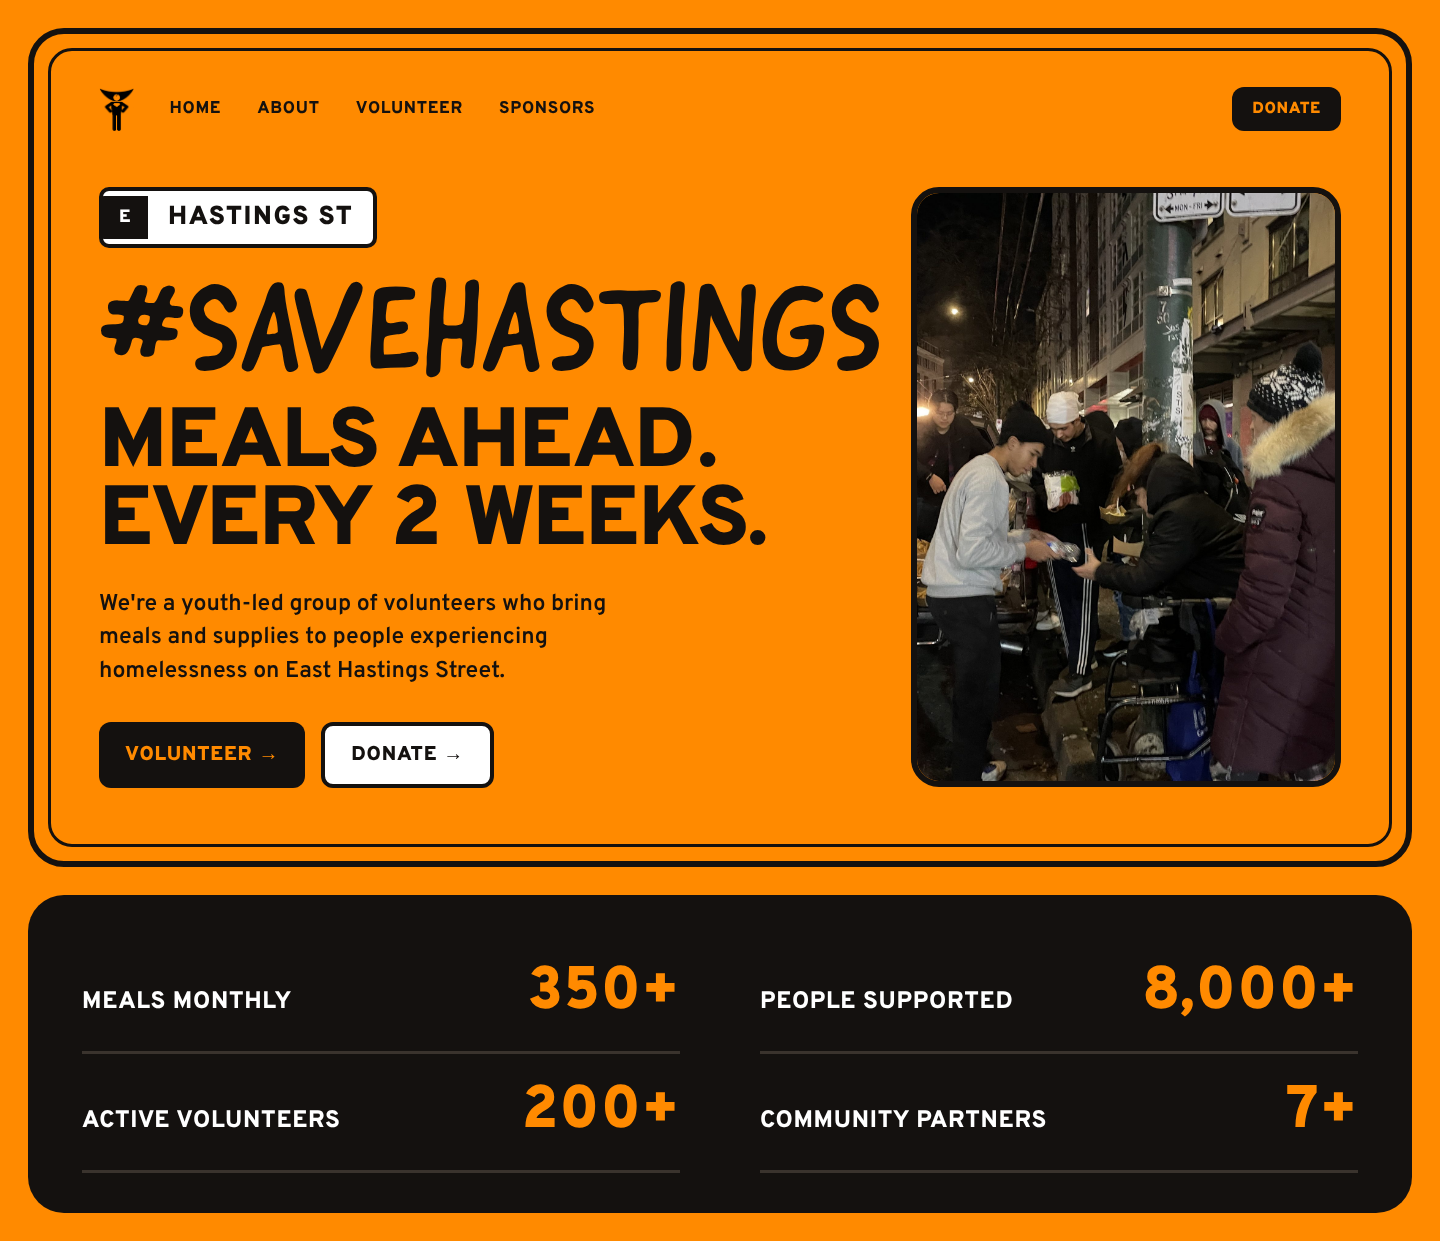 HOME ABOUT VOLUNTEER SPONSORS DONATE
E HASTINGS ST
#SAVEHASTINGS
MEALS AHEAD.
EVERY 2 WEEKS.
We're a youth-led group of volunteers who bring
meals and supplies to people experiencing
homelessness on East Hastings Street.
VOLUNTEER → DONATE →
MON - FRI
MEALS MONTHLY 350+
PEOPLE SUPPORTED 8,000+
ACTIVE VOLUNTEERS 200+
COMMUNITY PARTNERS 7+